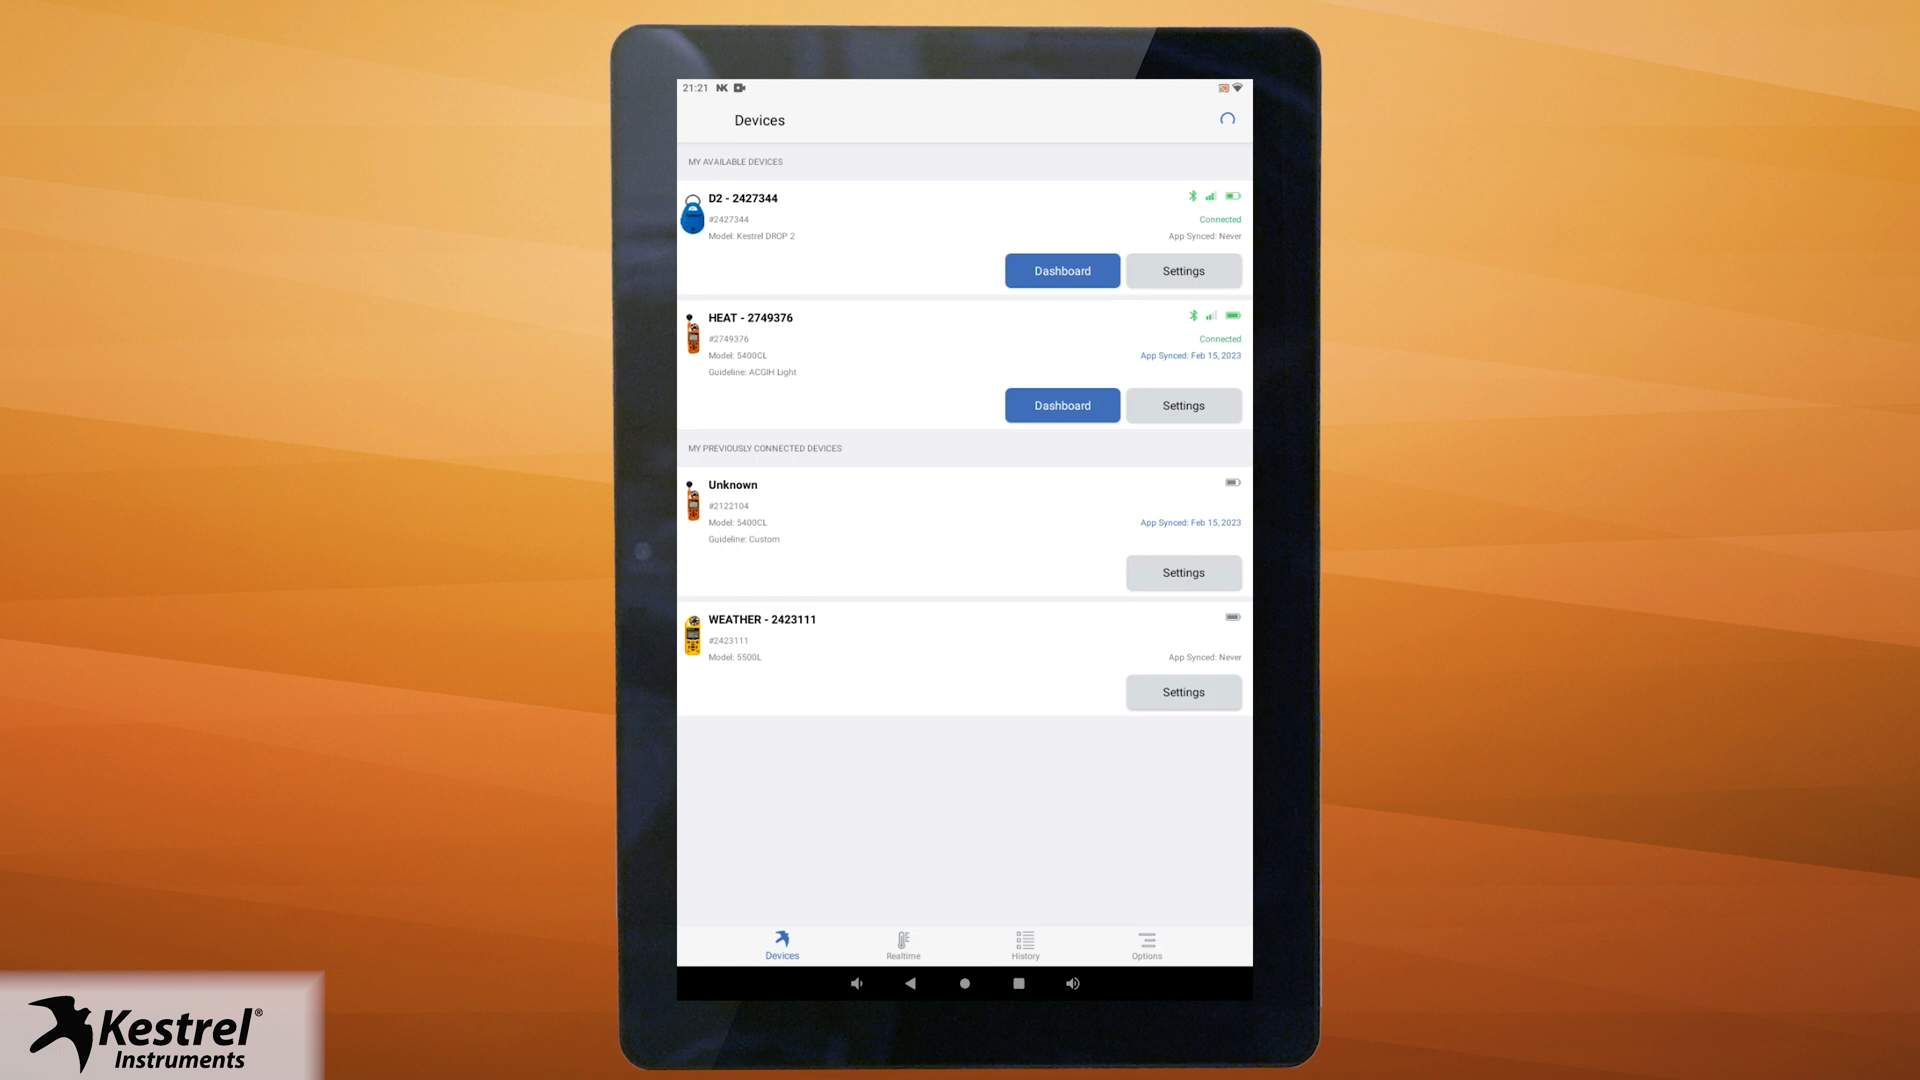 21:21 NK
Devices
MY AVAILABLE DEVICES
D2 - 2427344
#2427344
Connected
Model: Kestrel DROP 2
App Synced: Never
Dashboard
Settings
HEAT - 2749376
#2749376
Connected
Model: 5400CL
App Synced: Feb 15, 2023
Guideline: ACGIH Light
Dashboard
Settings
MY PREVIOUSLY CONNECTED DEVICES
Unknown
#2122104
Model: 5400CL
App Synced: Feb 15, 2023
Guideline: Custom
Settings
WEATHER - 2423111
#2423111
Model: 5500L
App Synced: Never
Settings
Devices
Realtime
History
Options
Kestrel®
Instruments